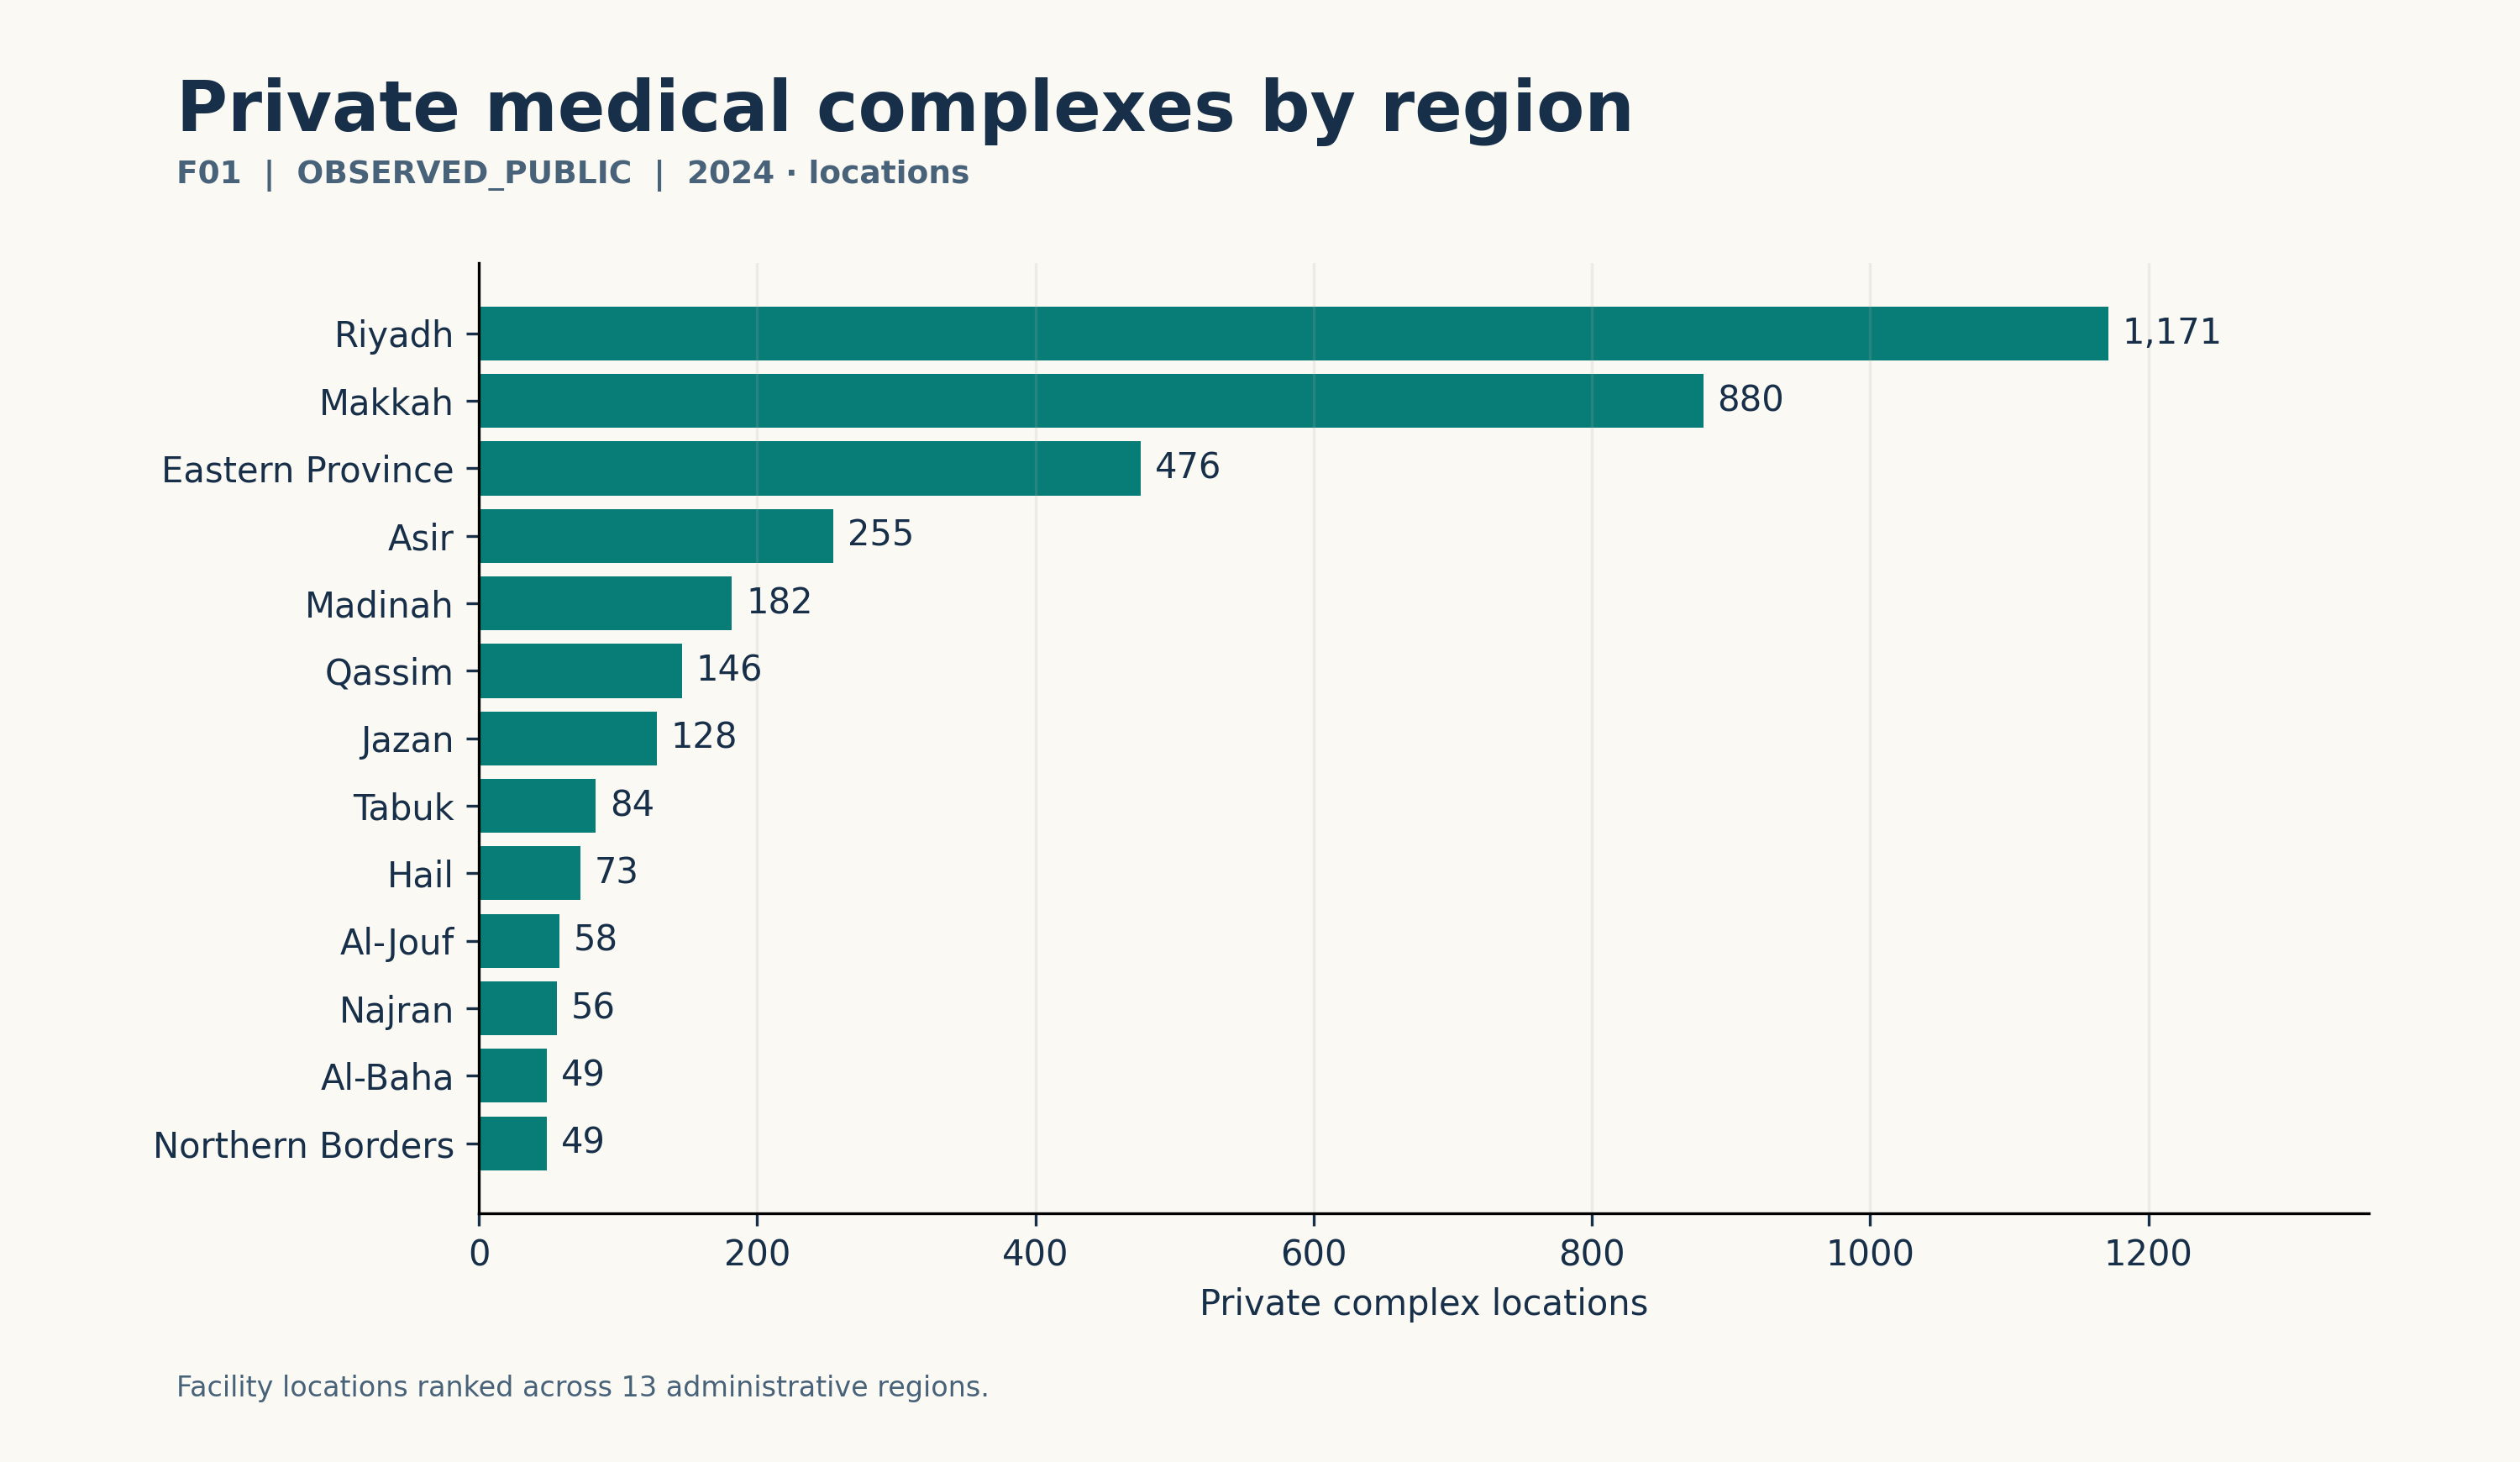 Private medical complexes by region
F01 | OBSERVED_PUBLIC | 2024 · locations
Riyadh 1,171
Makkah 880
Eastern Province 476
Asir 255
Madinah 182
Qassim 146
Jazan 128
Tabuk 84
Hail 73
Al-Jouf 58
Najran 56
Al-Baha 49
Northern Borders 49
0 200 400 600 800 1000 1200
Private complex locations
Facility locations ranked across 13 administrative regions.